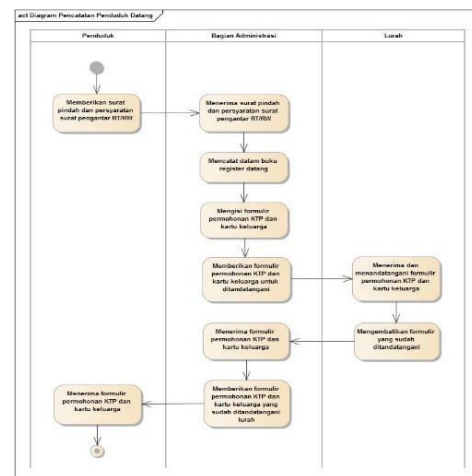 act Diagram Pencatatan Penduduk Datang
Penduduk
Bagian Administrasi
Lurah
Memberikan surat
pindah dan persyaratan
surat pengantar RT/RW
Menerima surat pindah
dan persyaratan surat
pengantar RT/RW
Mencatat dalam buku
register datang
Mengisi formulir
permohonan KTP dan
kartu keluarga
Memberikan formulir
permohonan KTP dan
kartu keluarga untuk
ditandatangani
Menerima dan
menandatangani formulir
permohonan KTP dan
kartu keluarga
Mengembalikan formulir
yang sudah
ditandatangani
Menerima formulir
permohonan KTP dan
kartu keluarga
Memberikan formulir
permohonan KTP dan
kartu keluarga yang
sudah ditandatangani
lurah
Menerima formulir
permohonan KTP dan
kartu keluarga